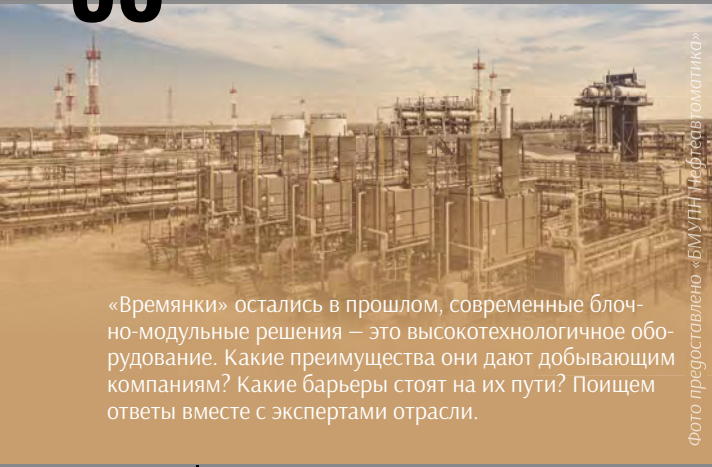 «Времянки» остались в прошлом, современные блоч-
но-модульные решения — это высокотехнологичное обо-
рудование. Какие преимущества они дают добывающим
компаниям? Какие барьеры стоят на их пути? Поищем
ответы вместе с экспертами отрасли.
Фото предоставлено «БМУПН Нефтеавтоматика»